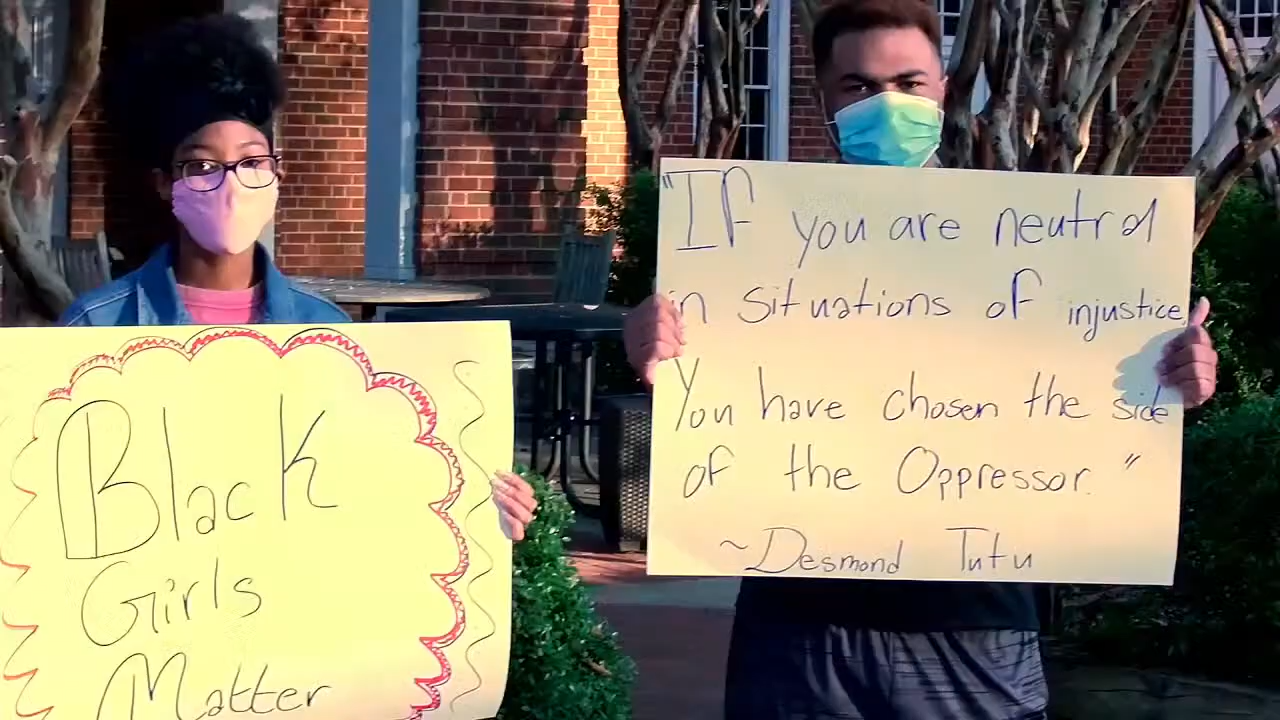 Black
Girls
Matter
"If you are neutral
in situations of injustice,
You have chosen the side
of the Oppressor."
~Desmond Tutu